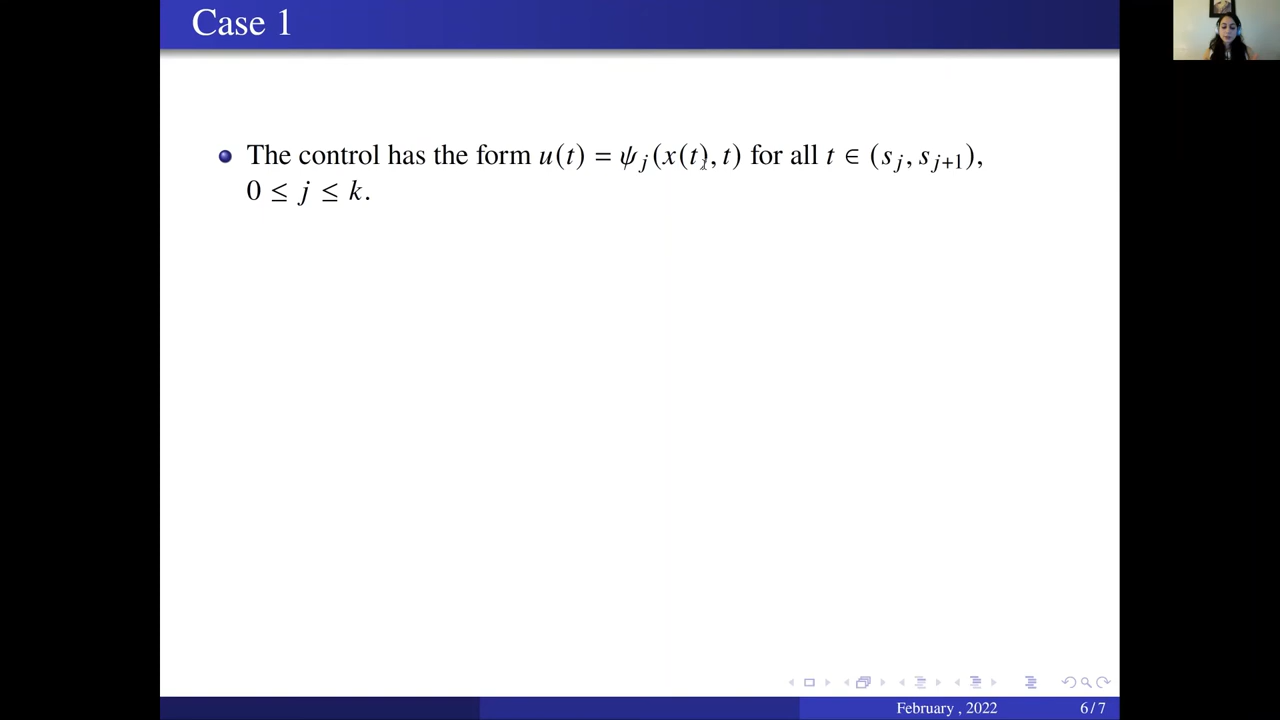 Case 1
The control has the form u(t) = ψ_j(x(t), t) for all t ∈ (s_j, s_{j+1}),
0 ≤ j ≤ k.
February , 2022 6 / 7